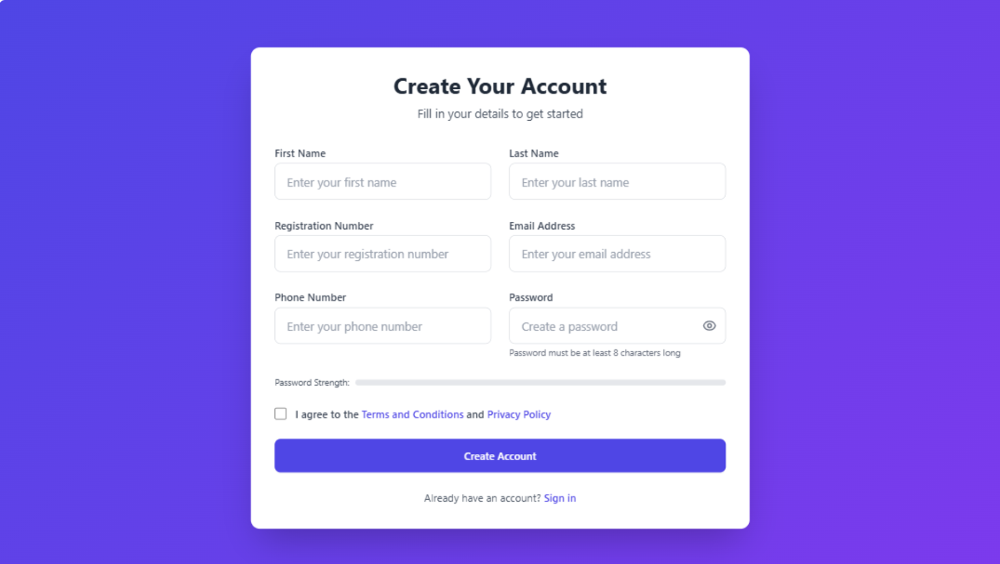 Create Your Account
Fill in your details to get started
First Name
Last Name
Enter your first name
Enter your last name
Registration Number
Email Address
Enter your registration number
Enter your email address
Phone Number
Password
Enter your phone number
Create a password
Password must be at least 8 characters long
Password Strength:
I agree to the Terms and Conditions and Privacy Policy
Create Account
Already have an account? Sign in